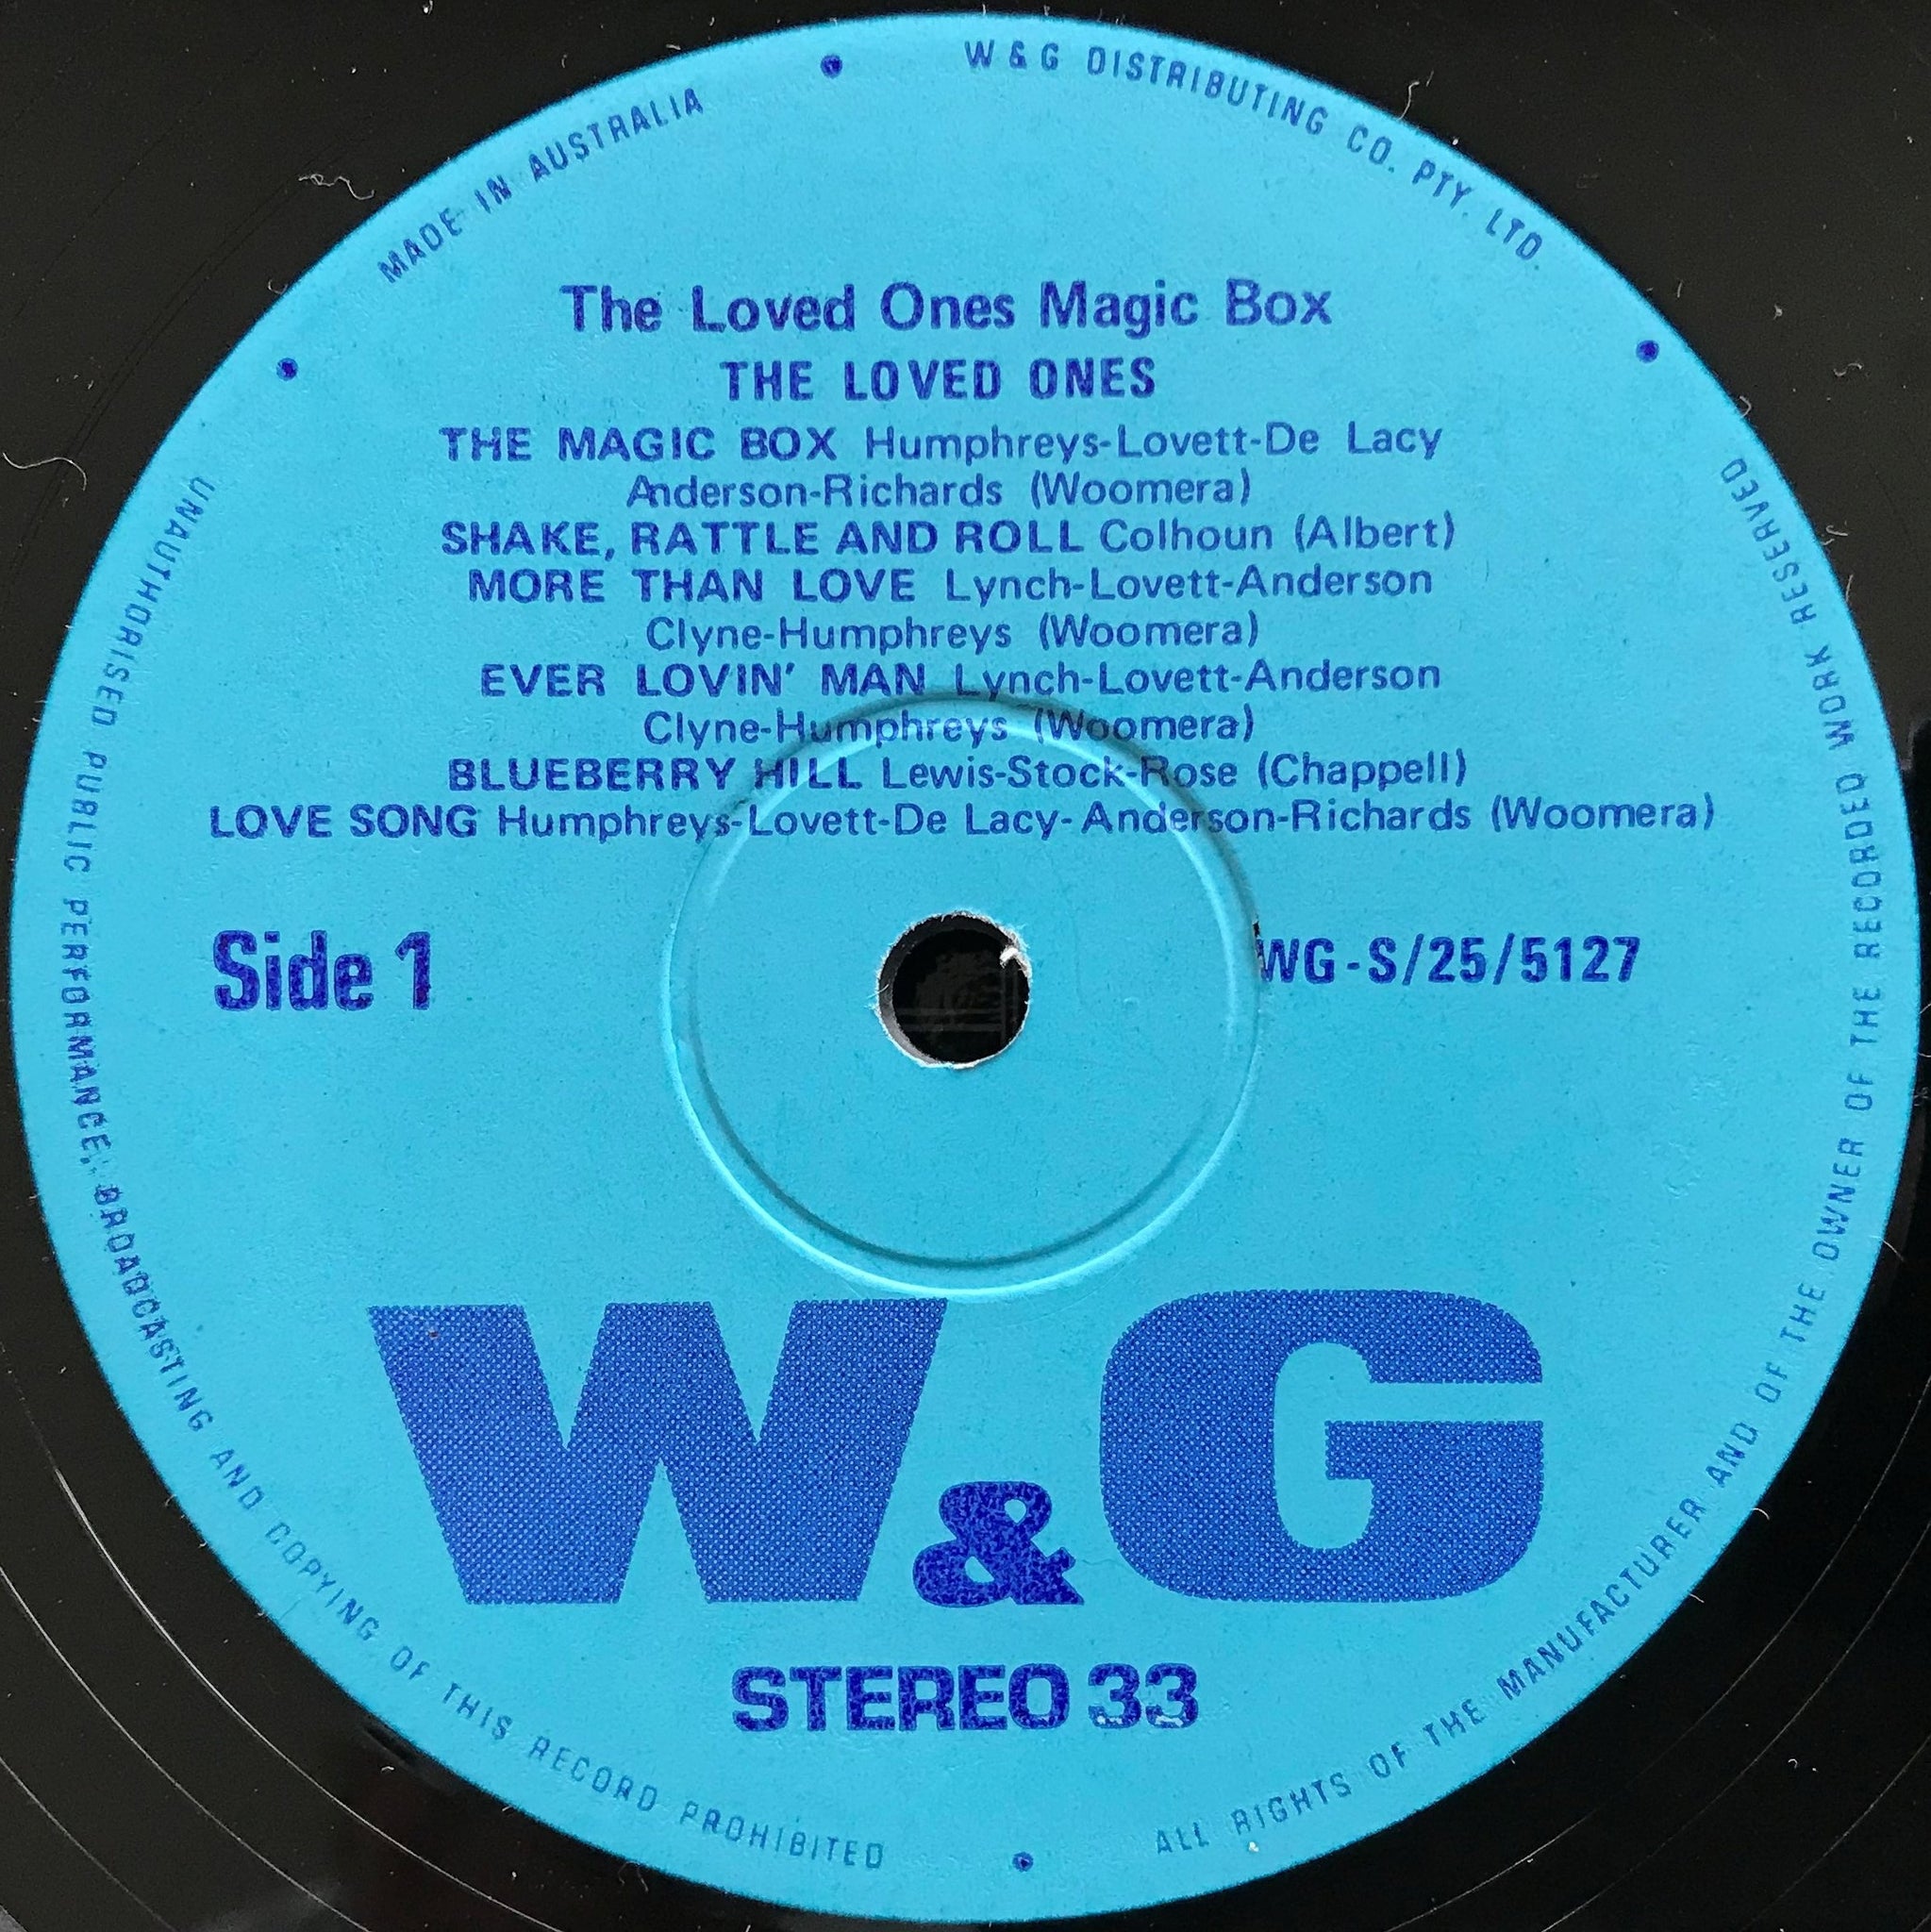 MADE IN AUSTRALIA
W & G DISTRIBUTING CO. PTY. LTD.
The Loved Ones Magic Box
THE LOVED ONES
THE MAGIC BOX Humphreys-Lovett-De Lacy
Anderson-Richards (Woomera)
SHAKE, RATTLE AND ROLL Colhoun (Albert)
MORE THAN LOVE Lynch-Lovett-Anderson
Clyne-Humphreys (Woomera)
EVER LOVIN' MAN Lynch-Lovett-Anderson
Clyne-Humphreys (Woomera)
BLUEBERRY HILL Lewis-Stock-Rose (Chappell)
LOVE SONG Humphreys-Lovett-De Lacy-Anderson-Richards (Woomera)
Side 1
WG-S/25/5127
W&G
STEREO 33
UNAUTHORISED PUBLIC PERFORMANCE, BROADCASTING AND COPYING OF THIS RECORD PROHIBITED
ALL RIGHTS OF THE MANUFACTURER AND OF THE OWNER OF THE RECORDED WORK RESERVED